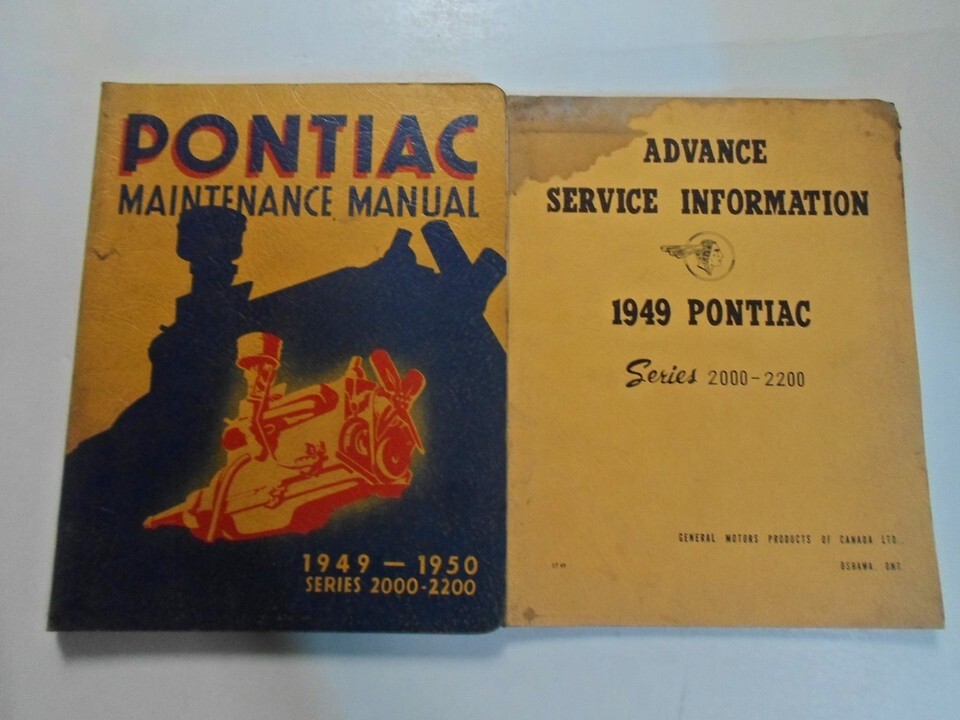 PONTIAC
MAINTENANCE MANUAL
1949 — 1950
SERIES 2000-2200
ADVANCE
SERVICE INFORMATION
1949 PONTIAC
Series 2000-2200
GENERAL MOTORS PRODUCTS OF CANADA LTD.,
OSHAWA, ONT.